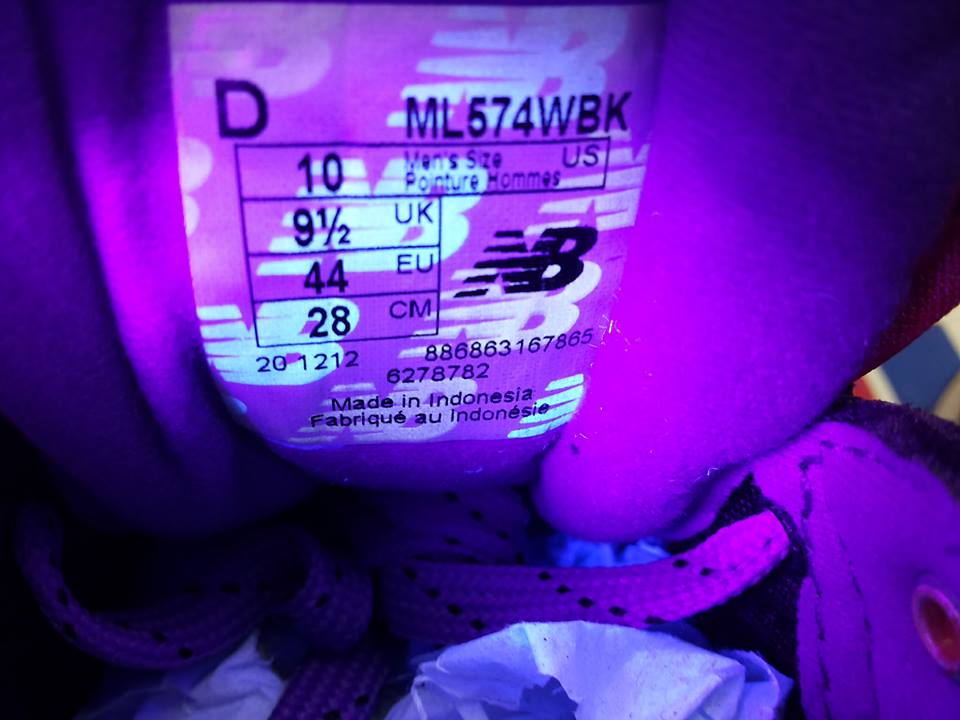 D ML574WBK
10 Men's Size US
Pointure Hommes
9½ UK
44 EU
28 CM
NB
20 1212 886863167865
6278782
Made in Indonesia
Fabriqué au Indonésie